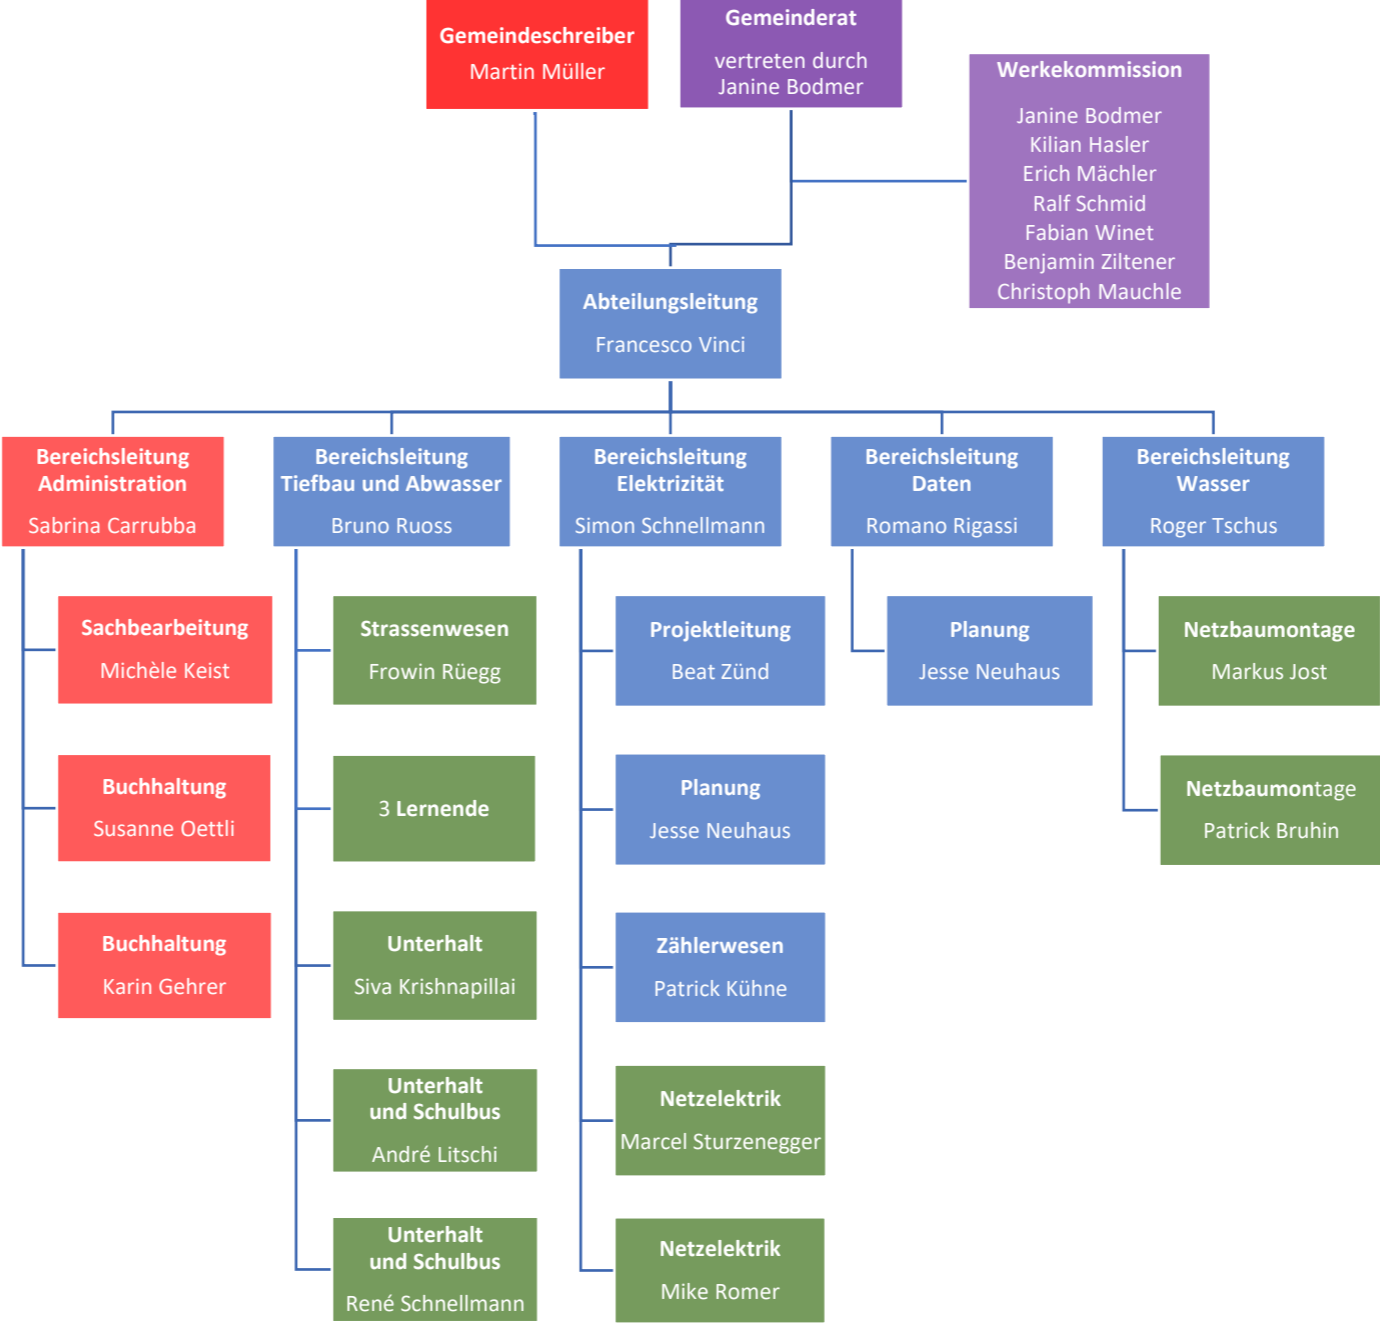 Gemeindeschreiber
Martin Müller
Gemeinderat
vertreten durch
Janine Bodmer
Werkekommission
Janine Bodmer
Kilian Hasler
Erich Mächler
Ralf Schmid
Fabian Winet
Benjamin Ziltener
Christoph Mauchle
Abteilungsleitung
Francesco Vinci
Bereichsleitung
Administration
Sabrina Carrubba
Sachbearbeitung
Michèle Keist
Buchhaltung
Susanne Oettli
Buchhaltung
Karin Gehrer
Bereichsleitung
Tiefbau und Abwasser
Bruno Ruoss
Strassenwesen
Frowin Rüegg
3 Lernende
Unterhalt
Siva Krishnapillai
Unterhalt
und Schulbus
André Litschi
Unterhalt
und Schulbus
René Schnellmann
Bereichsleitung
Elektrizität
Simon Schnellmann
Projektleitung
Beat Zünd
Planung
Jesse Neuhaus
Zählerwesen
Patrick Kühne
Netzelektrik
Marcel Sturzenegger
Netzelektrik
Mike Romer
Bereichsleitung
Daten
Romano Rigassi
Planung
Jesse Neuhaus
Bereichsleitung
Wasser
Roger Tschus
Netzbaumontage
Markus Jost
Netzbaumontage
Patrick Bruhin